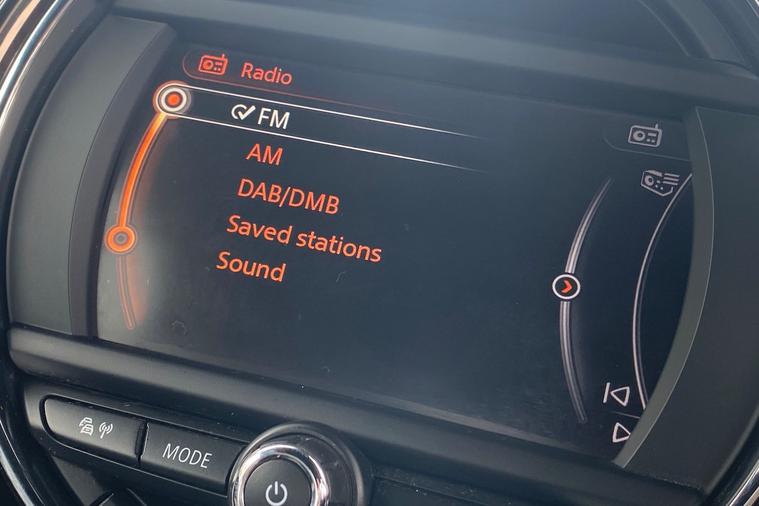 Radio
FM
AM
DAB/DMB
Saved stations
Sound
MODE